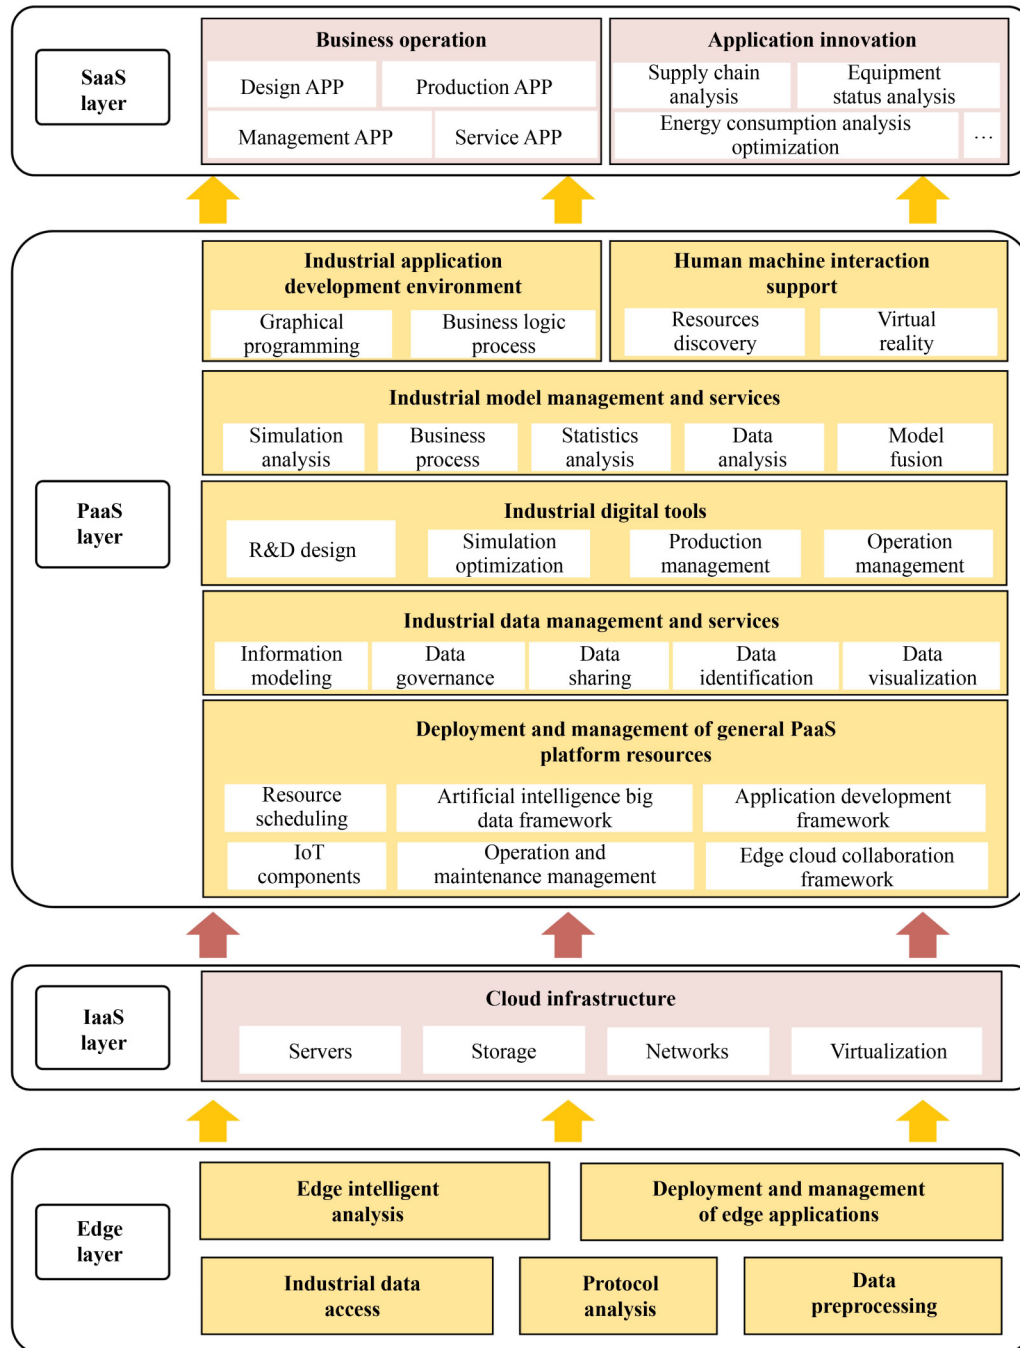 SaaS
layer
Business operation
Design APP
Production APP
Management APP
Service APP
Application innovation
Supply chain
analysis
Equipment
status analysis
Energy consumption analysis
optimization
...
PaaS
layer
Industrial application
development environment
Graphical
programming
Business logic
process
Human machine interaction
support
Resources
discovery
Virtual
reality
Industrial model management and services
Simulation
analysis
Business
process
Statistics
analysis
Data
analysis
Model
fusion
Industrial digital tools
R&D design
Simulation
optimization
Production
management
Operation
management
Industrial data management and services
Information
modeling
Data
governance
Data
sharing
Data
identification
Data
visualization
Deployment and management of general PaaS
platform resources
Resource
scheduling
Artificial intelligence big
data framework
Application development
framework
IoT
components
Operation and
maintenance management
Edge cloud collaboration
framework
IaaS
layer
Cloud infrastructure
Servers
Storage
Networks
Virtualization
Edge
layer
Edge intelligent
analysis
Deployment and management
of edge applications
Industrial data
access
Protocol
analysis
Data
preprocessing